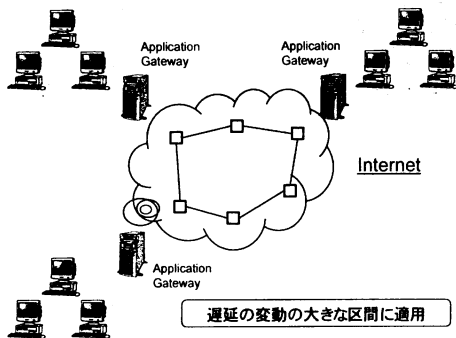 Application
Gateway
Application
Gateway
Internet
Application
Gateway
遅延の変動の大きな区間に適用